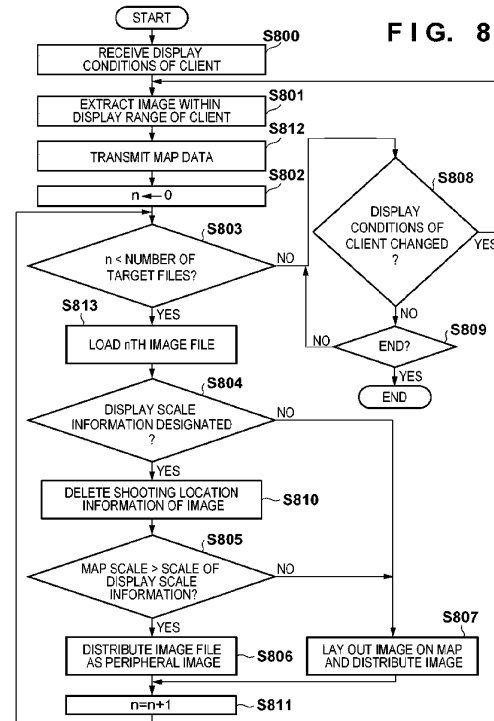 START
FIG. 8
S800
RECEIVE DISPLAY
CONDITIONS OF CLIENT
S801
EXTRACT IMAGE WITHIN
DISPLAY RANGE OF CLIENT
S812
TRANSMIT MAP DATA
S802
n ← 0
S803
n < NUMBER OF
TARGET FILES?
NO
YES
S808
DISPLAY
CONDITIONS OF
CLIENT CHANGED
?
YES
NO
S809
END?
NO
YES
END
S813
LOAD nTH IMAGE FILE
S804
DISPLAY SCALE
INFORMATION DESIGNATED
?
NO
YES
DELETE SHOOTING LOCATION
INFORMATION OF IMAGE
S810
S805
MAP SCALE > SCALE OF
DISPLAY SCALE
INFORMATION?
NO
YES
DISTRIBUTE IMAGE FILE
AS PERIPHERAL IMAGE
S806
S807
LAY OUT IMAGE ON MAP
AND DISTRIBUTE IMAGE
n=n+1
S811